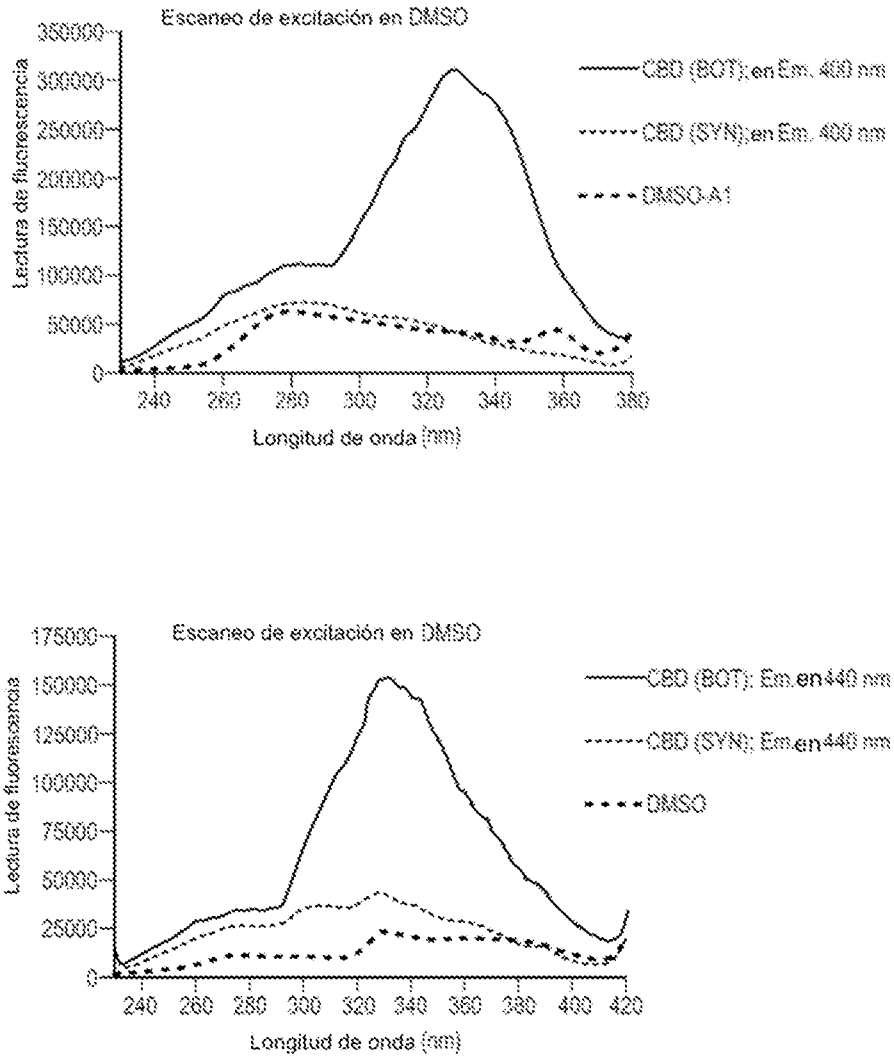 Escaneo de excitación en DMSO
Lectura de fluorescencia
350000
300000
250000
200000
150000
100000
50000
0
240 260 280 300 320 340 360 380
Longitud de onda (nm)
CBD (BOT); en Em. 400 nm
CBD (SYN); en Em. 400 nm
DMSO-A1
Escaneo de excitación en DMSO
Lectura de fluorescencia
175000
150000
125000
100000
75000
50000
25000
0
240 260 280 300 320 340 360 380 400 420
Longitud de onda (nm)
CBD (BOT); Em. en 440 nm
CBD (SYN); Em. en 440 nm
DMSO